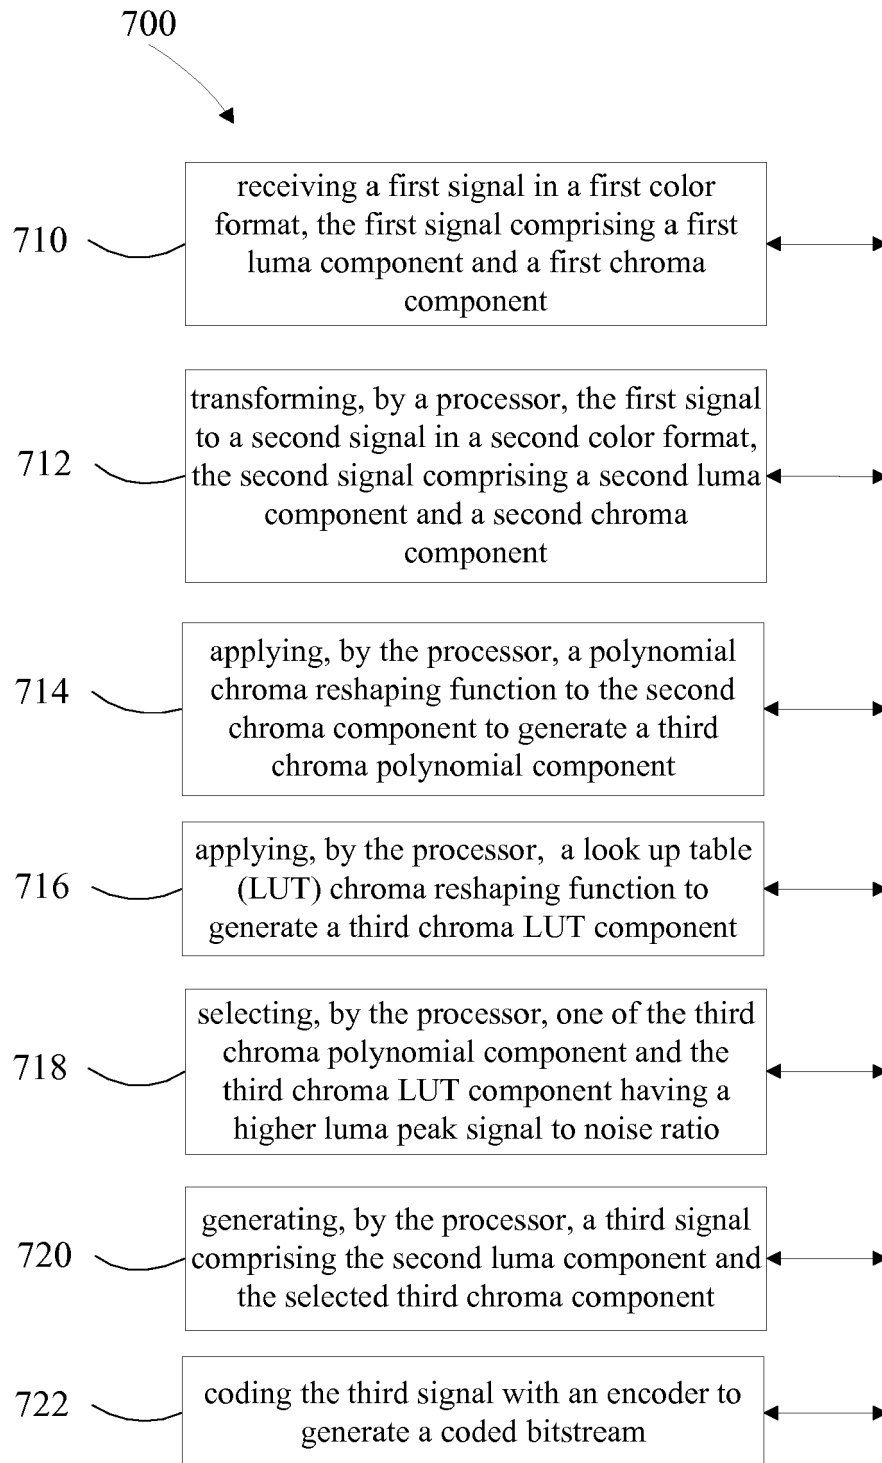 700
710
receiving a first signal in a first color
format, the first signal comprising a first
luma component and a first chroma
component
712
transforming, by a processor, the first signal
to a second signal in a second color format,
the second signal comprising a second luma
component and a second chroma
component
714
applying, by the processor, a polynomial
chroma reshaping function to the second
chroma component to generate a third
chroma polynomial component
716
applying, by the processor, a look up table
(LUT) chroma reshaping function to
generate a third chroma LUT component
718
selecting, by the processor, one of the third
chroma polynomial component and the
third chroma LUT component having a
higher luma peak signal to noise ratio
720
generating, by the processor, a third signal
comprising the second luma component and
the selected third chroma component
722
coding the third signal with an encoder to
generate a coded bitstream